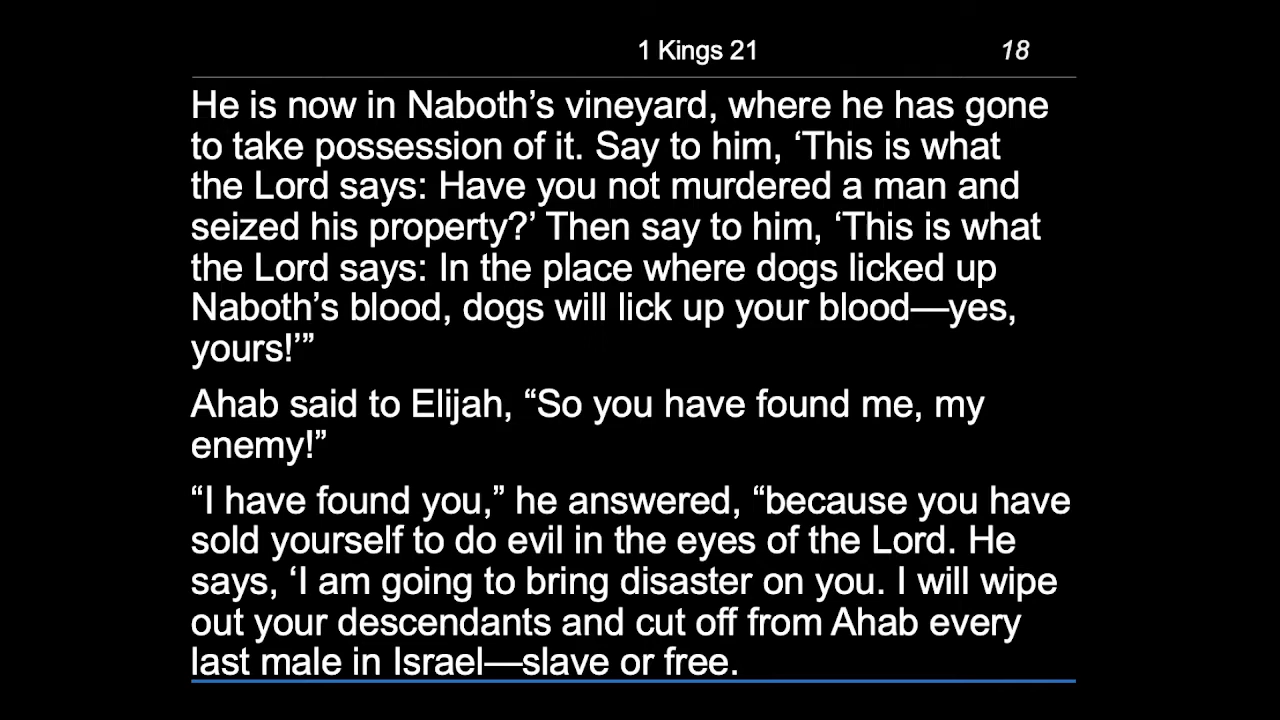 1 Kings 21 18
He is now in Naboth’s vineyard, where he has gone
to take possession of it. Say to him, ‘This is what
the Lord says: Have you not murdered a man and
seized his property?’ Then say to him, ‘This is what
the Lord says: In the place where dogs licked up
Naboth’s blood, dogs will lick up your blood—yes,
yours!’”
Ahab said to Elijah, “So you have found me, my
enemy!”
“I have found you,” he answered, “because you have
sold yourself to do evil in the eyes of the Lord. He
says, ‘I am going to bring disaster on you. I will wipe
out your descendants and cut off from Ahab every
last male in Israel—slave or free.